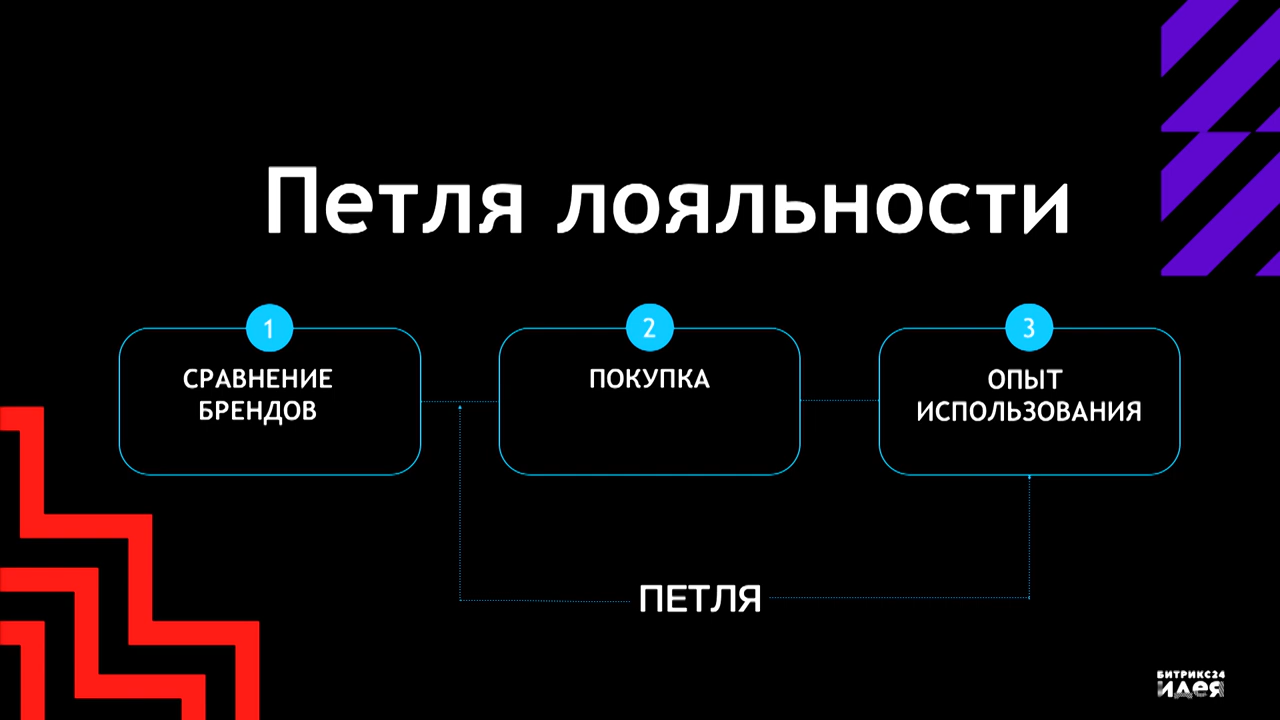 Петля лояльности
1
СРАВНЕНИЕ
БРЕНДОВ
2
ПОКУПКА
3
ОПЫТ
ИСПОЛЬЗОВАНИЯ
ПЕТЛЯ
БИТРИКС24
идея